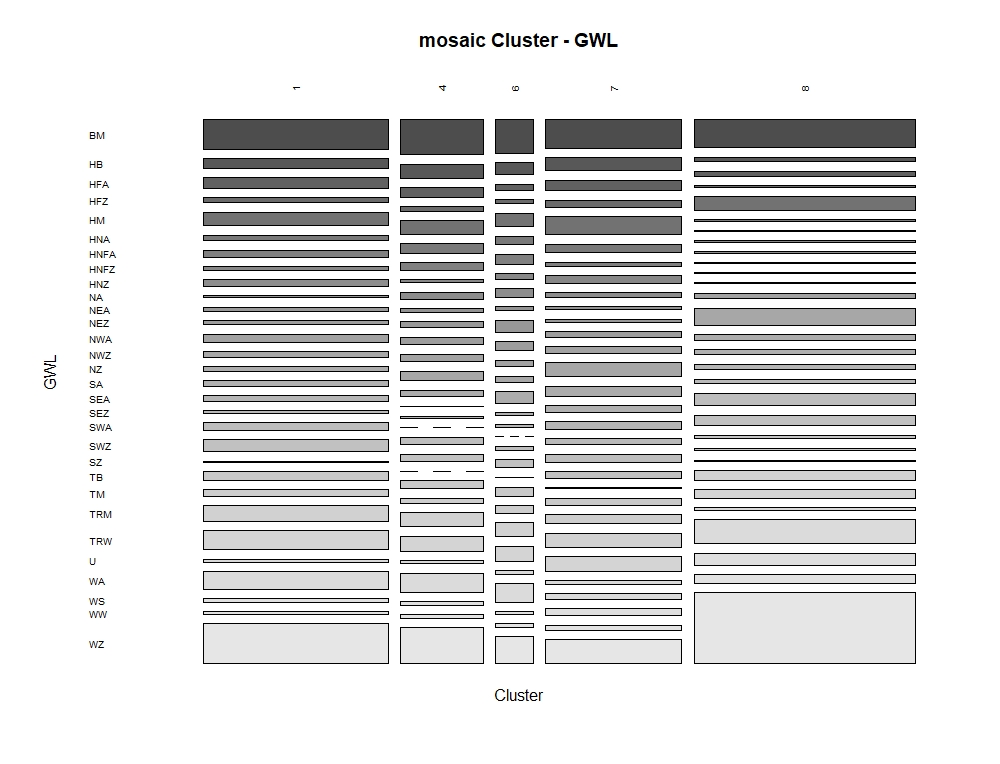 mosaic Cluster - GWL
1 4 6 7 8
BM
HB
HFA
HFZ
HM
HNA
HNFA
HNFZ
HNZ
NA
NEA
NEZ
NWA
NWZ
NZ
SA
SEA
SEZ
SWA
SWZ
SZ
TB
TM
TRM
TRW
U
WA
WS
WW
WZ
GWL
Cluster